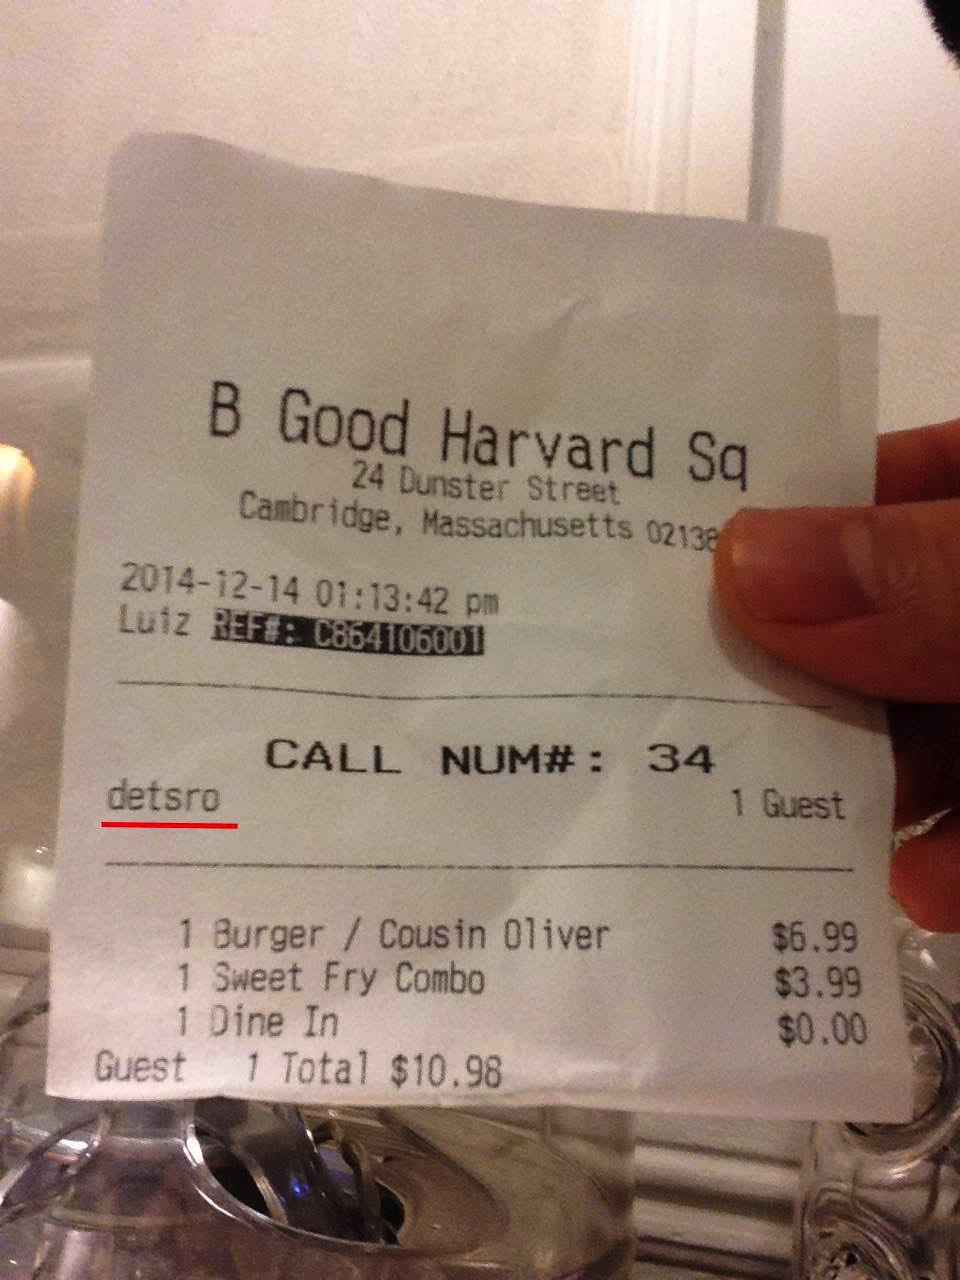 B Good Harvard Sq
24 Dunster Street
Cambridge, Massachusetts 02138
2014-12-14 01:13:42 pm
Luiz REF#: C864106001
CALL NUM#: 34
detsro 1 Guest
1 Burger / Cousin Oliver $6.99
1 Sweet Fry Combo $3.99
1 Dine In $0.00
Guest 1 Total $10.98